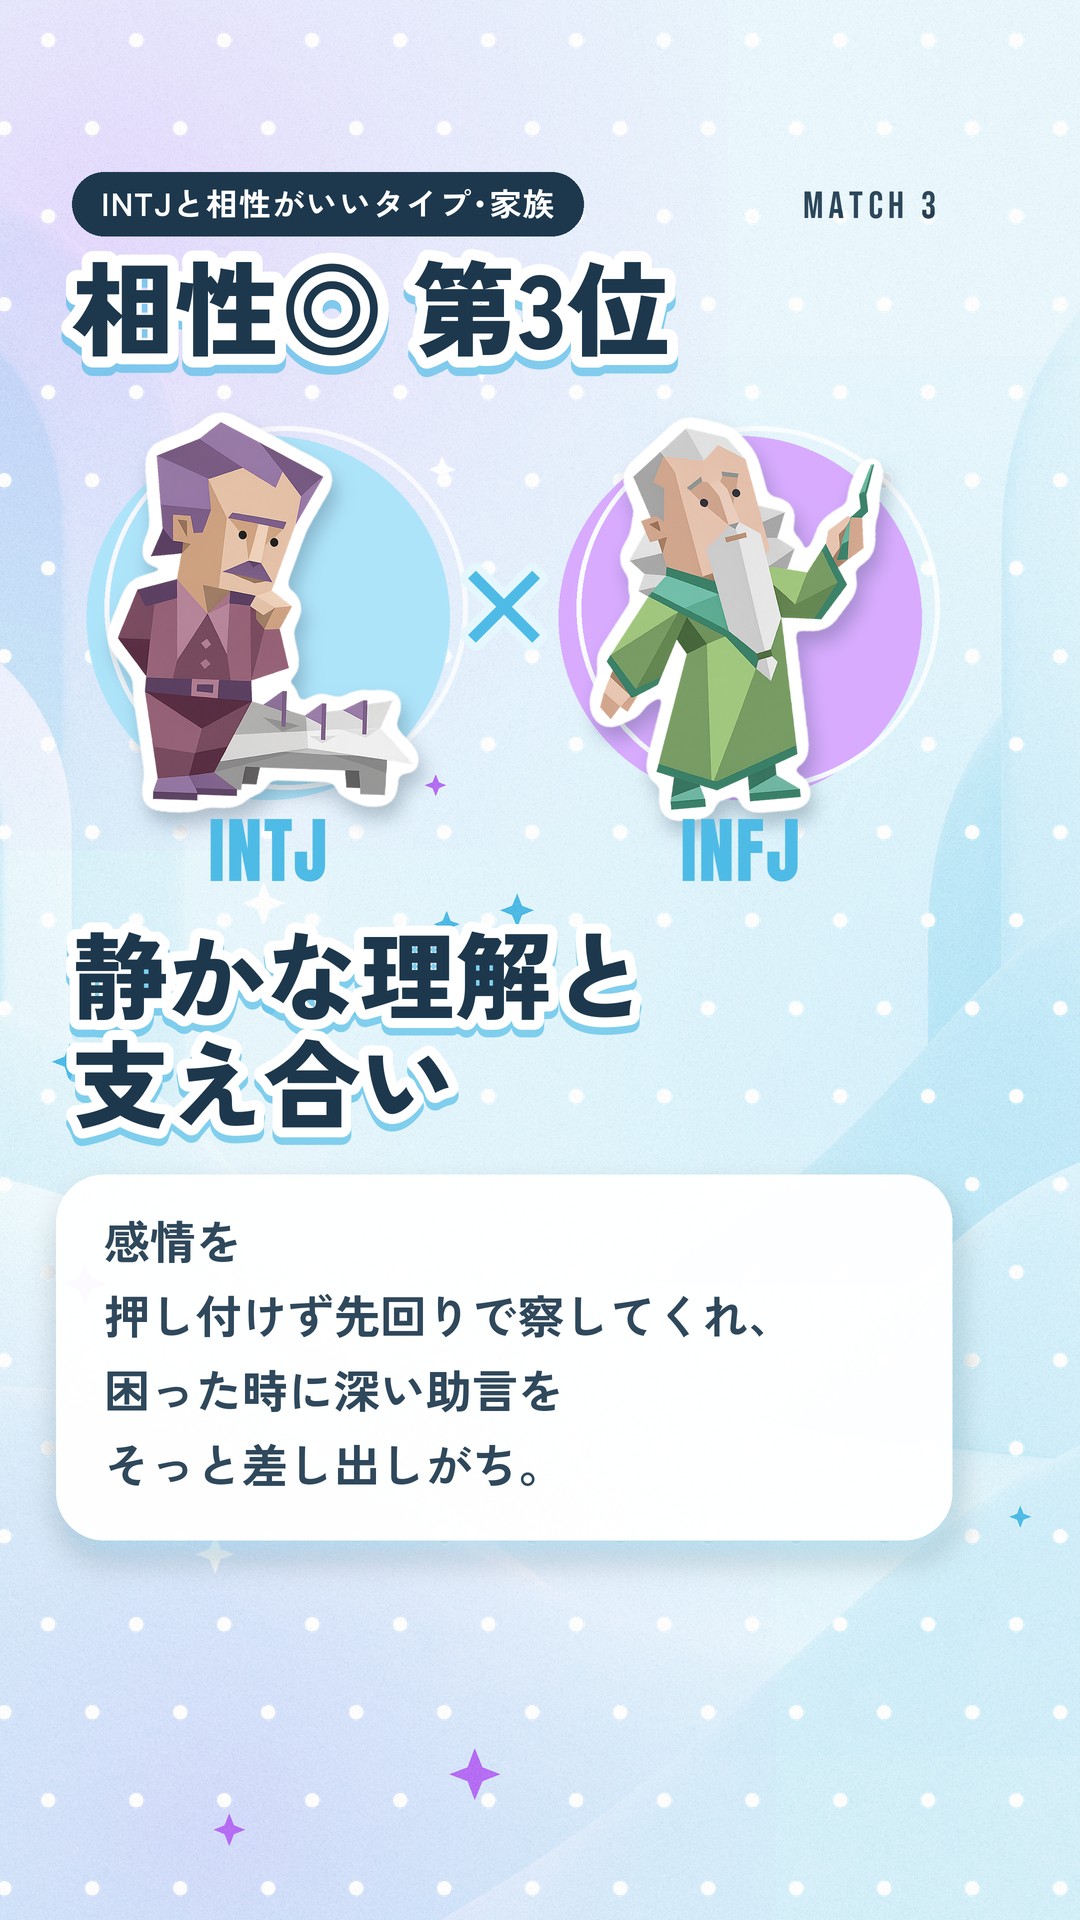 INTJと相性がいいタイプ・家族
MATCH 3
相性◎ 第3位
×
INTJ
INFJ
静かな理解と
支え合い
感情を
押し付けず先回りで察してくれ、
困った時に深い助言を
そっと差し出しがち。